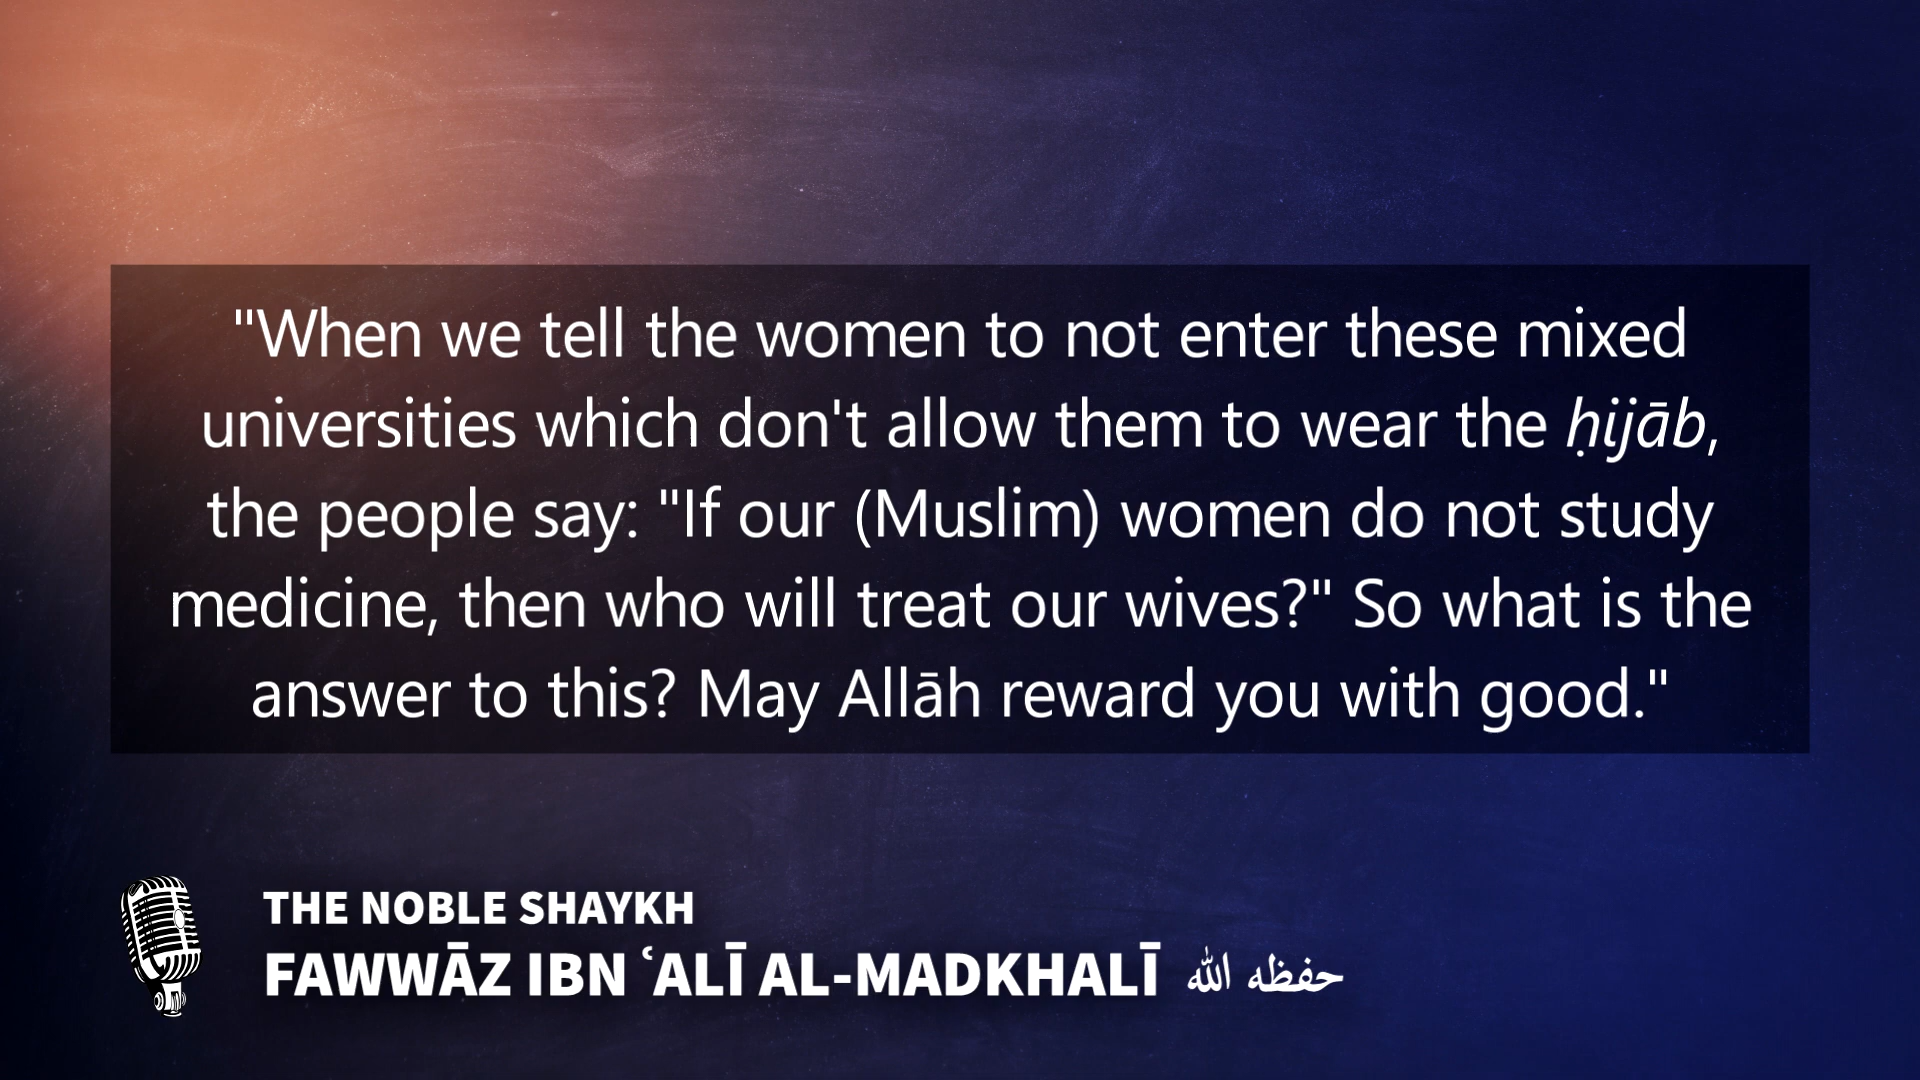 "When we tell the women to not enter these mixed
universities which don't allow them to wear the ḥijāb,
the people say: "If our (Muslim) women do not study
medicine, then who will treat our wives?" So what is the
answer to this? May Allāh reward you with good."
THE NOBLE SHAYKH
FAWWĀZ IBN ʿALĪ AL-MADKHALĪ حفظه الله